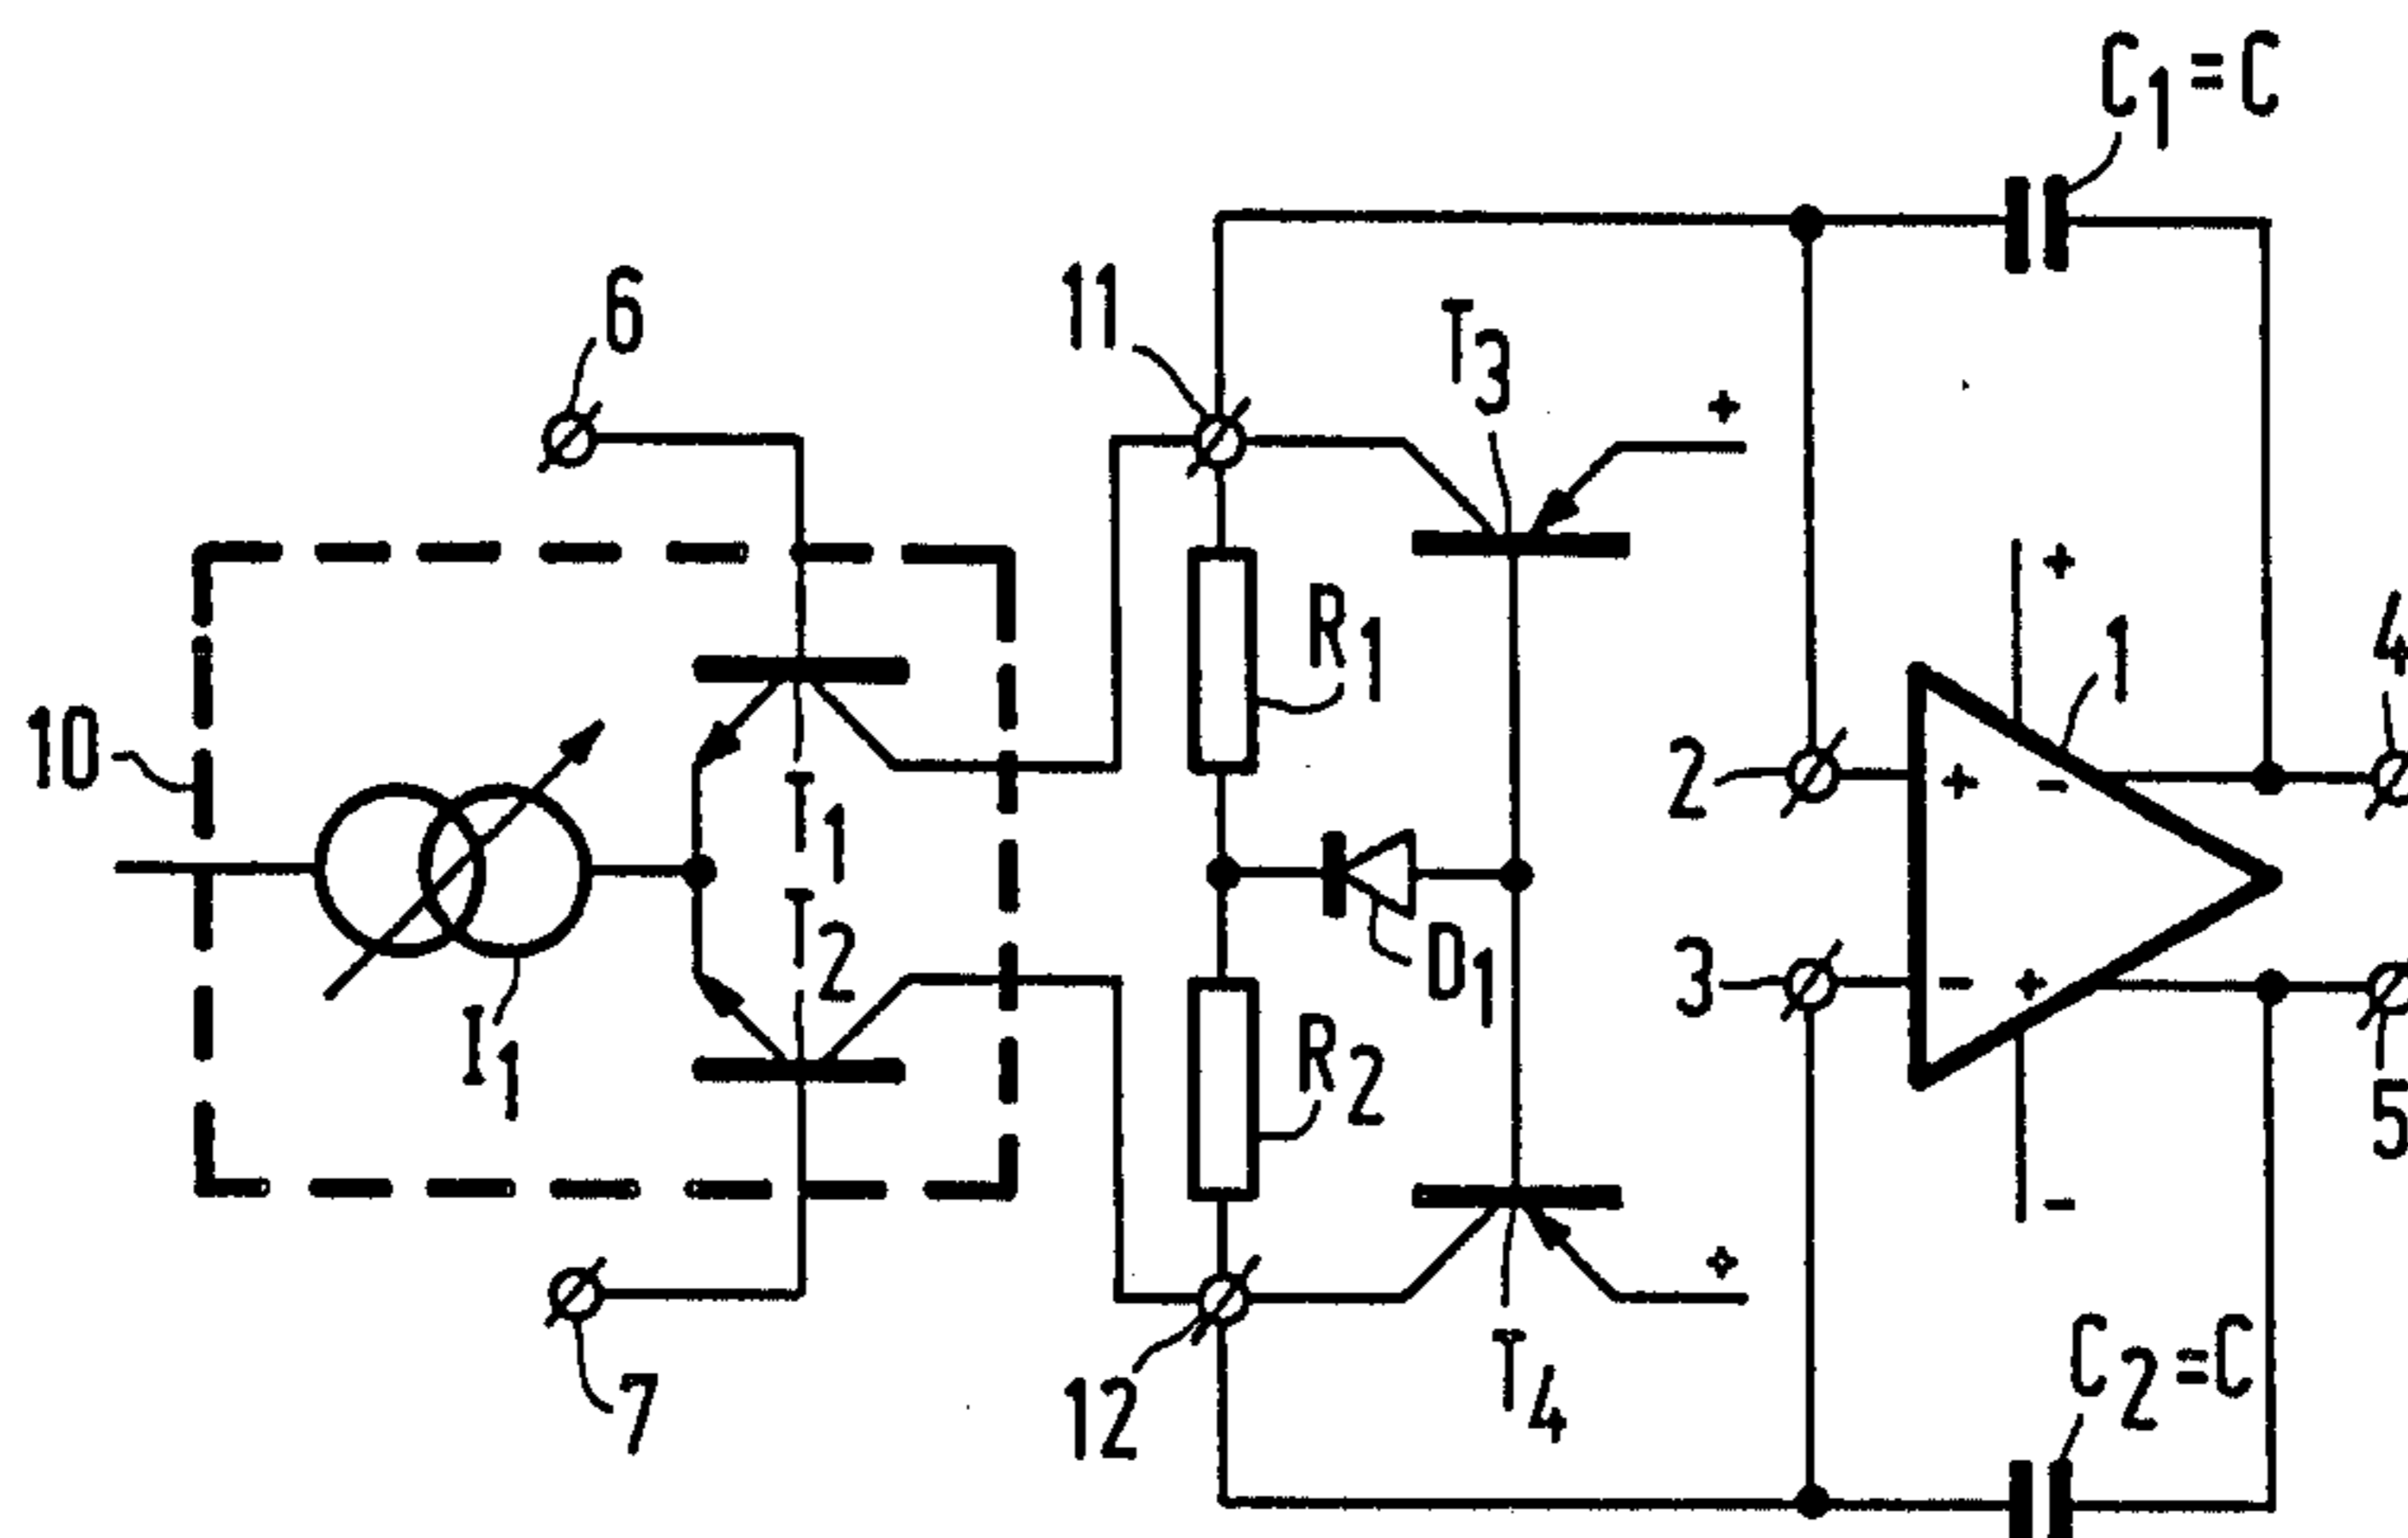 C1=C
6
11
T3
+
+
4
R1
1
10
2
+ -
T1
T2
D1
3
- +
I1
R2
5
-
+
7
12
T4
C2=C